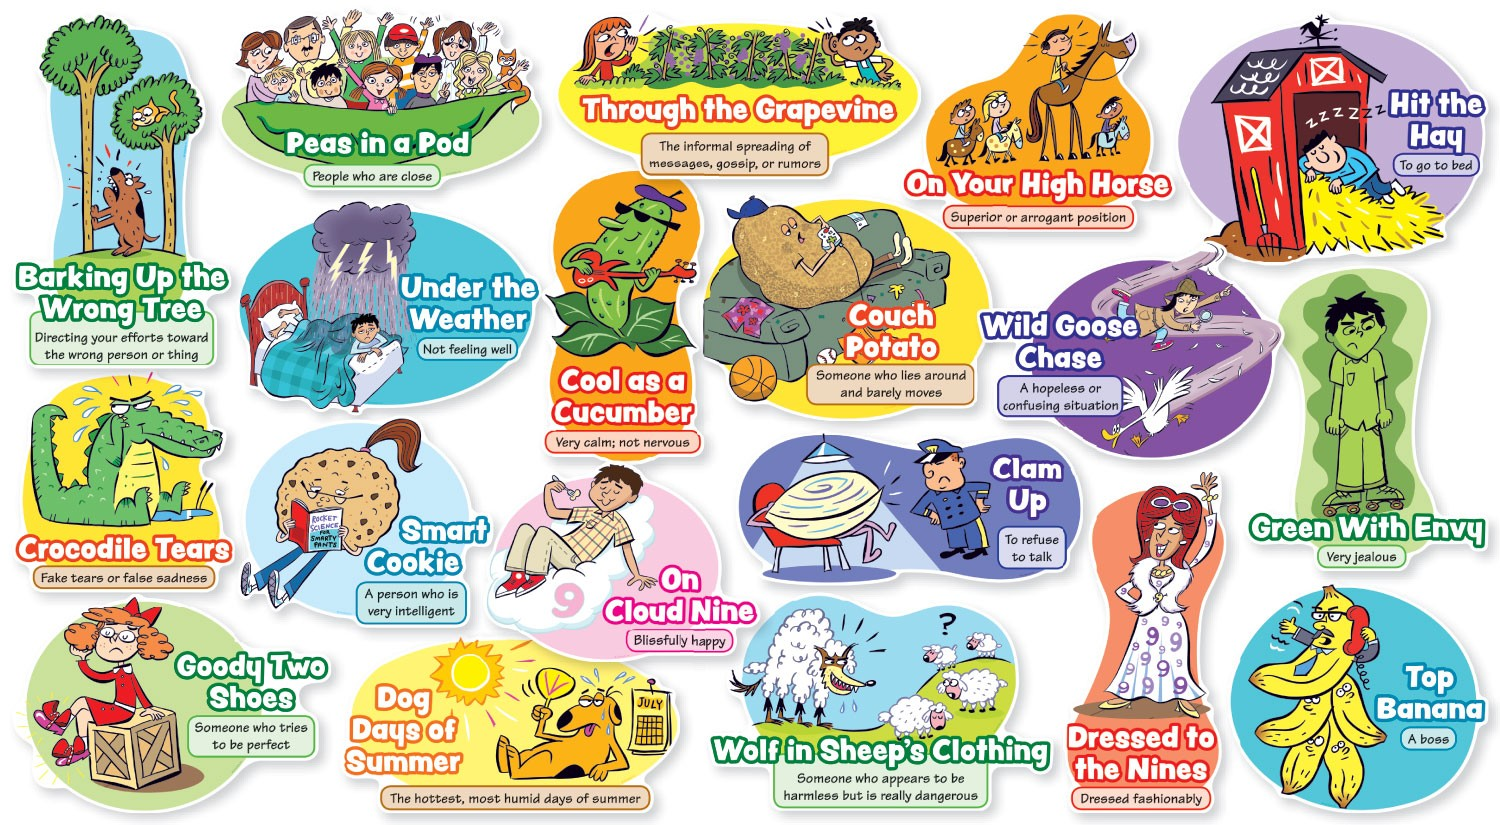 Barking Up the
Wrong Tree
Directing your efforts toward
the wrong person or thing
Peas in a Pod
People who are close
Through the Grapevine
The informal spreading of
messages, gossip, or rumors
On Your High Horse
Superior or arrogant position
z z z z z z z
Hit the
Hay
To go to bed
Under the
Weather
Not feeling well
Cool as a
Cucumber
Very calm; not nervous
Couch
Potato
Someone who lies around
and barely moves
Wild Goose
Chase
A hopeless or
confusing situation
Green With Envy
Very jealous
Crocodile Tears
Fake tears or false sadness
ROCKET
SCIENCE
FOR
SMARTY
PANTS
Smart
Cookie
A person who is
very intelligent
9
On
Cloud Nine
Blissfully happy
Clam
Up
To refuse
to talk
Goody Two
Shoes
Someone who tries
to be perfect
Dog
Days of
Summer
JULY
The hottest, most humid days of summer
?
Wolf in Sheep's Clothing
Someone who appears to be
harmless but is really dangerous
9 9 9 9 9 9 9 9
Dressed to
the Nines
Dressed fashionably
Top
Banana
A boss